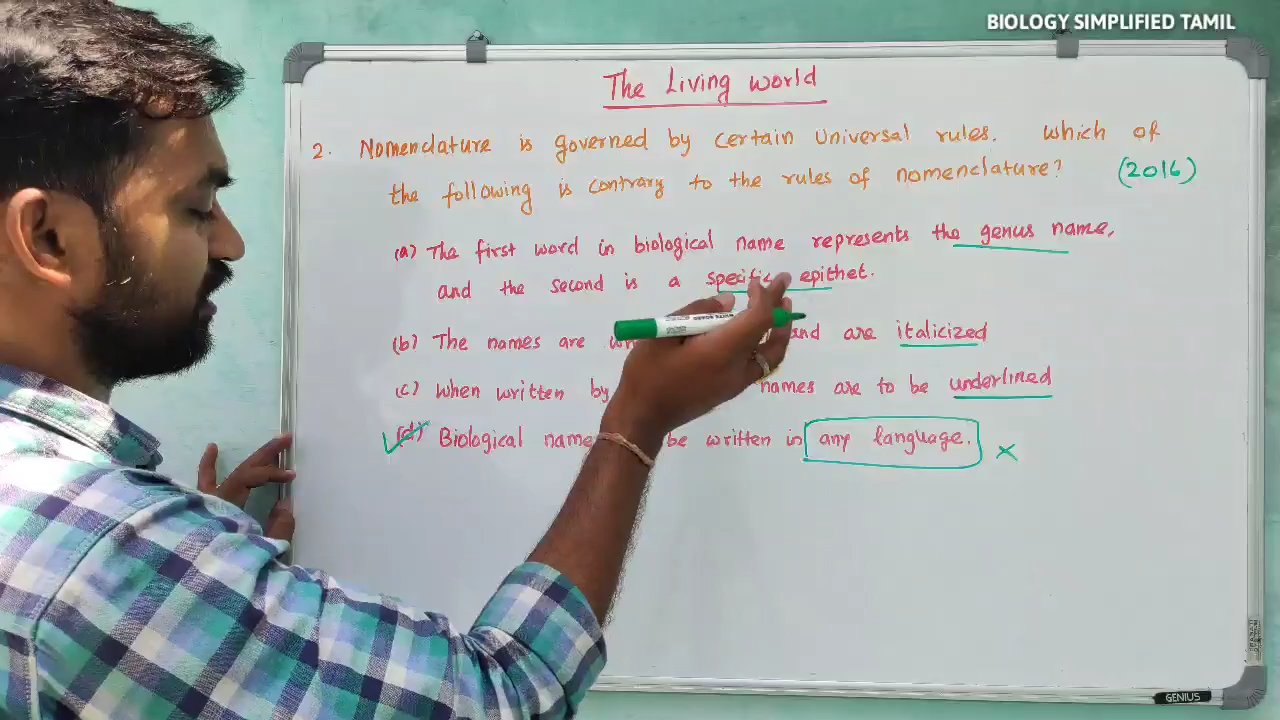 BIOLOGY SIMPLIFIED TAMIL
The Living world
2. Nomenclature is governed by certain Universal rules. Which of
the following is contrary to the rules of nomenclature? (2016)
(a) The first word in biological name represents the genus name,
and the second is a specific epithet.
(b) The names are and are italicized
(c) When written by names are to be underlined
(d) Biological name be written in any language. ×
GENIUS